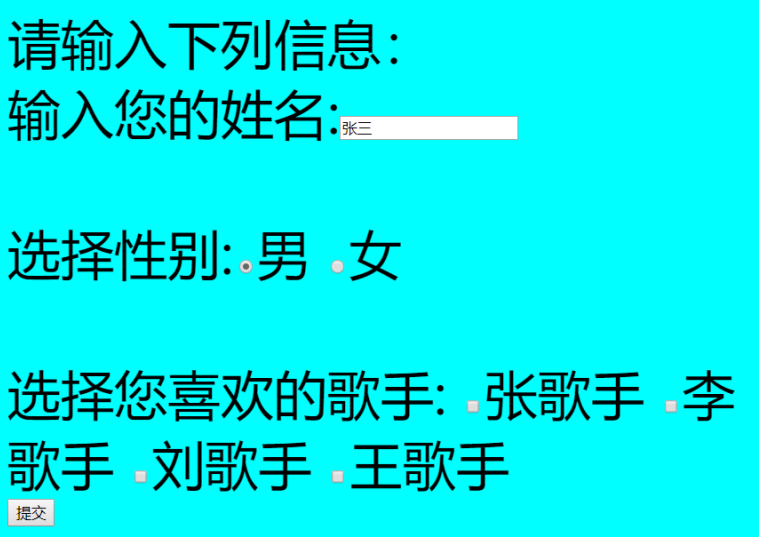 请输入下列信息：
输入您的姓名:张三
选择性别:男 女
选择您喜欢的歌手: 张歌手 李
歌手 刘歌手 王歌手
提交